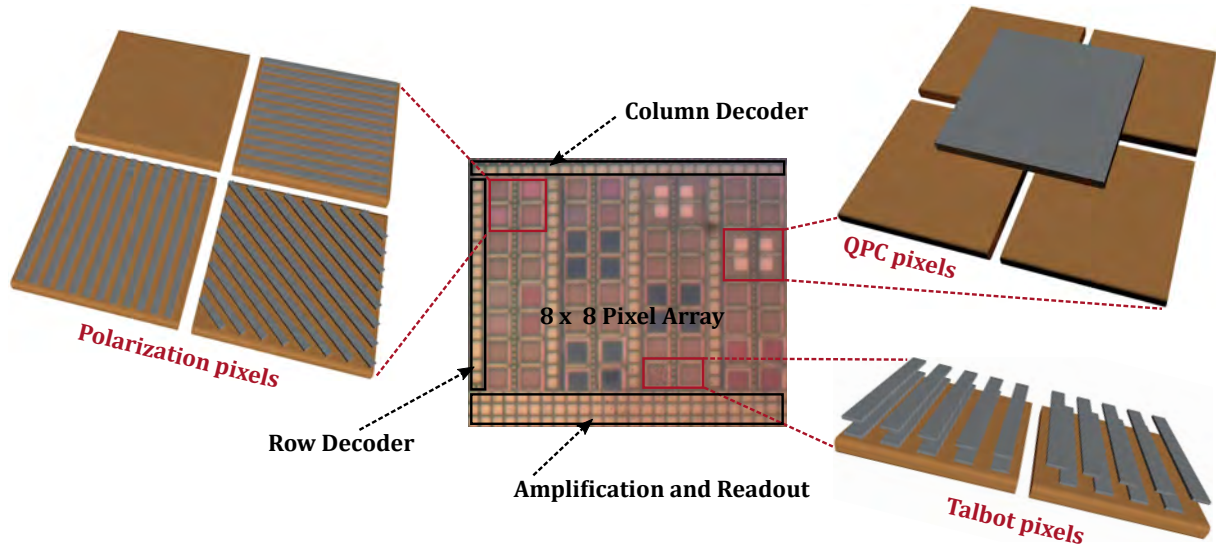 Column Decoder
QPC pixels
8 x 8 Pixel Array
Polarization pixels
Row Decoder
Amplification and Readout
Talbot pixels